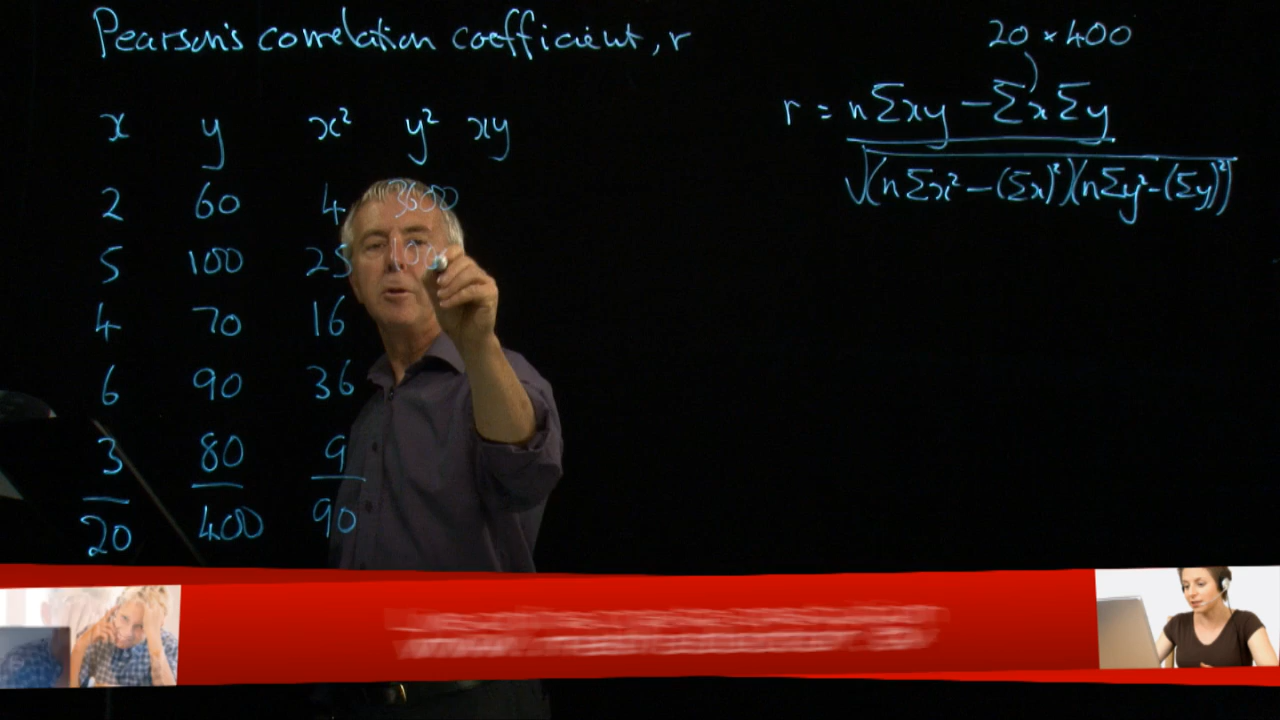 Pearson's correlation coefficient, r
20 × 400
r = nΣxy - ΣxΣy
√(nΣx² - (Σx)²)(nΣy² - (Σy)²)
x y x² y² xy
2 60 4 3600
5 100 25 1000
4 70 16
6 90 36
3 80 9
20 400 90